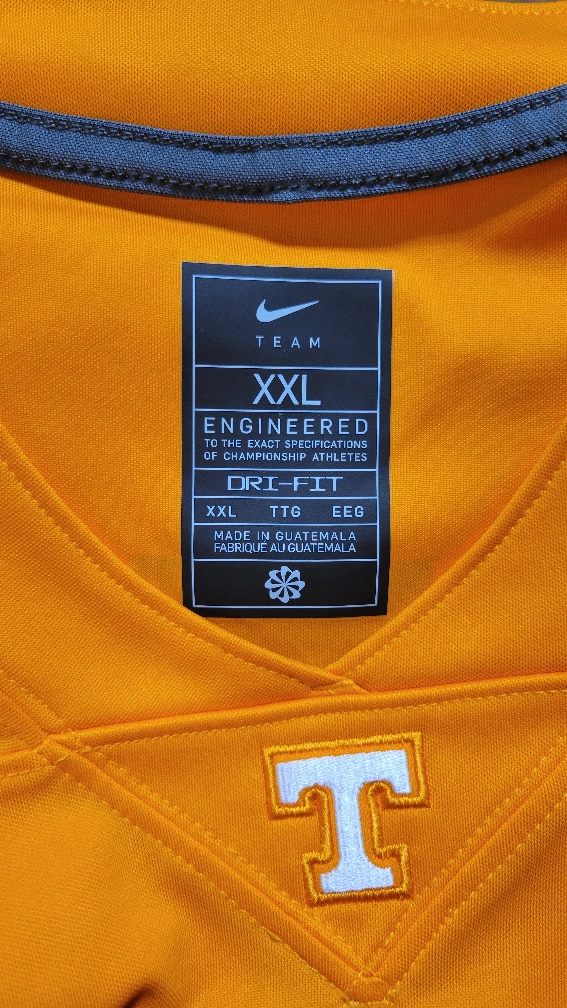 TEAM
XXL
ENGINEERED
TO THE EXACT SPECIFICATIONS
OF CHAMPIONSHIP ATHLETES
DRI-FIT
XXL TTG EEG
MADE IN GUATEMALA
FABRIQUÉ AU GUATEMALA
T